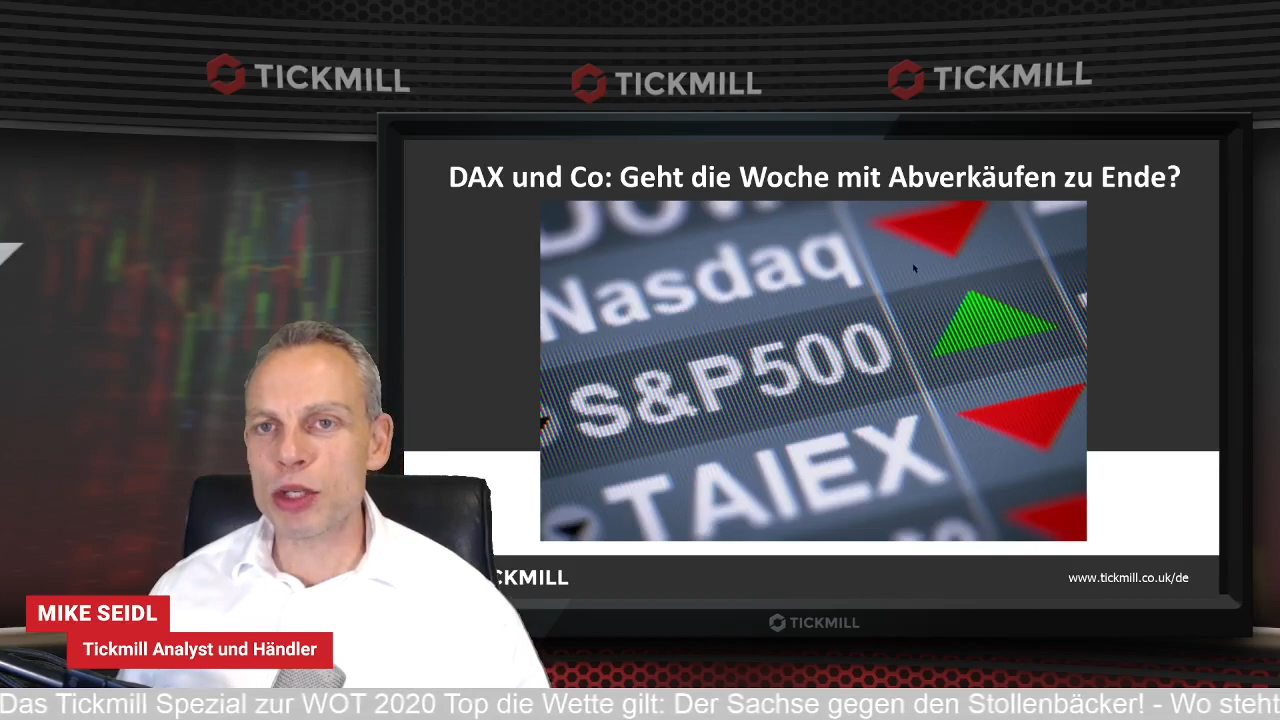 TICKMILL TICKMILL TICKMILL
DAX und Co: Geht die Woche mit Abverkäufen zu Ende?
Nasdaq
S&P500
TAIEX
www.tickmill.co.uk/de
TICKMILL
MIKE SEIDL
Tickmill Analyst und Händler
Das Tickmill Spezial zur WOT 2020 Top die Wette gilt: Der Sachse gegen den Stollenbäcker! - Wo steht